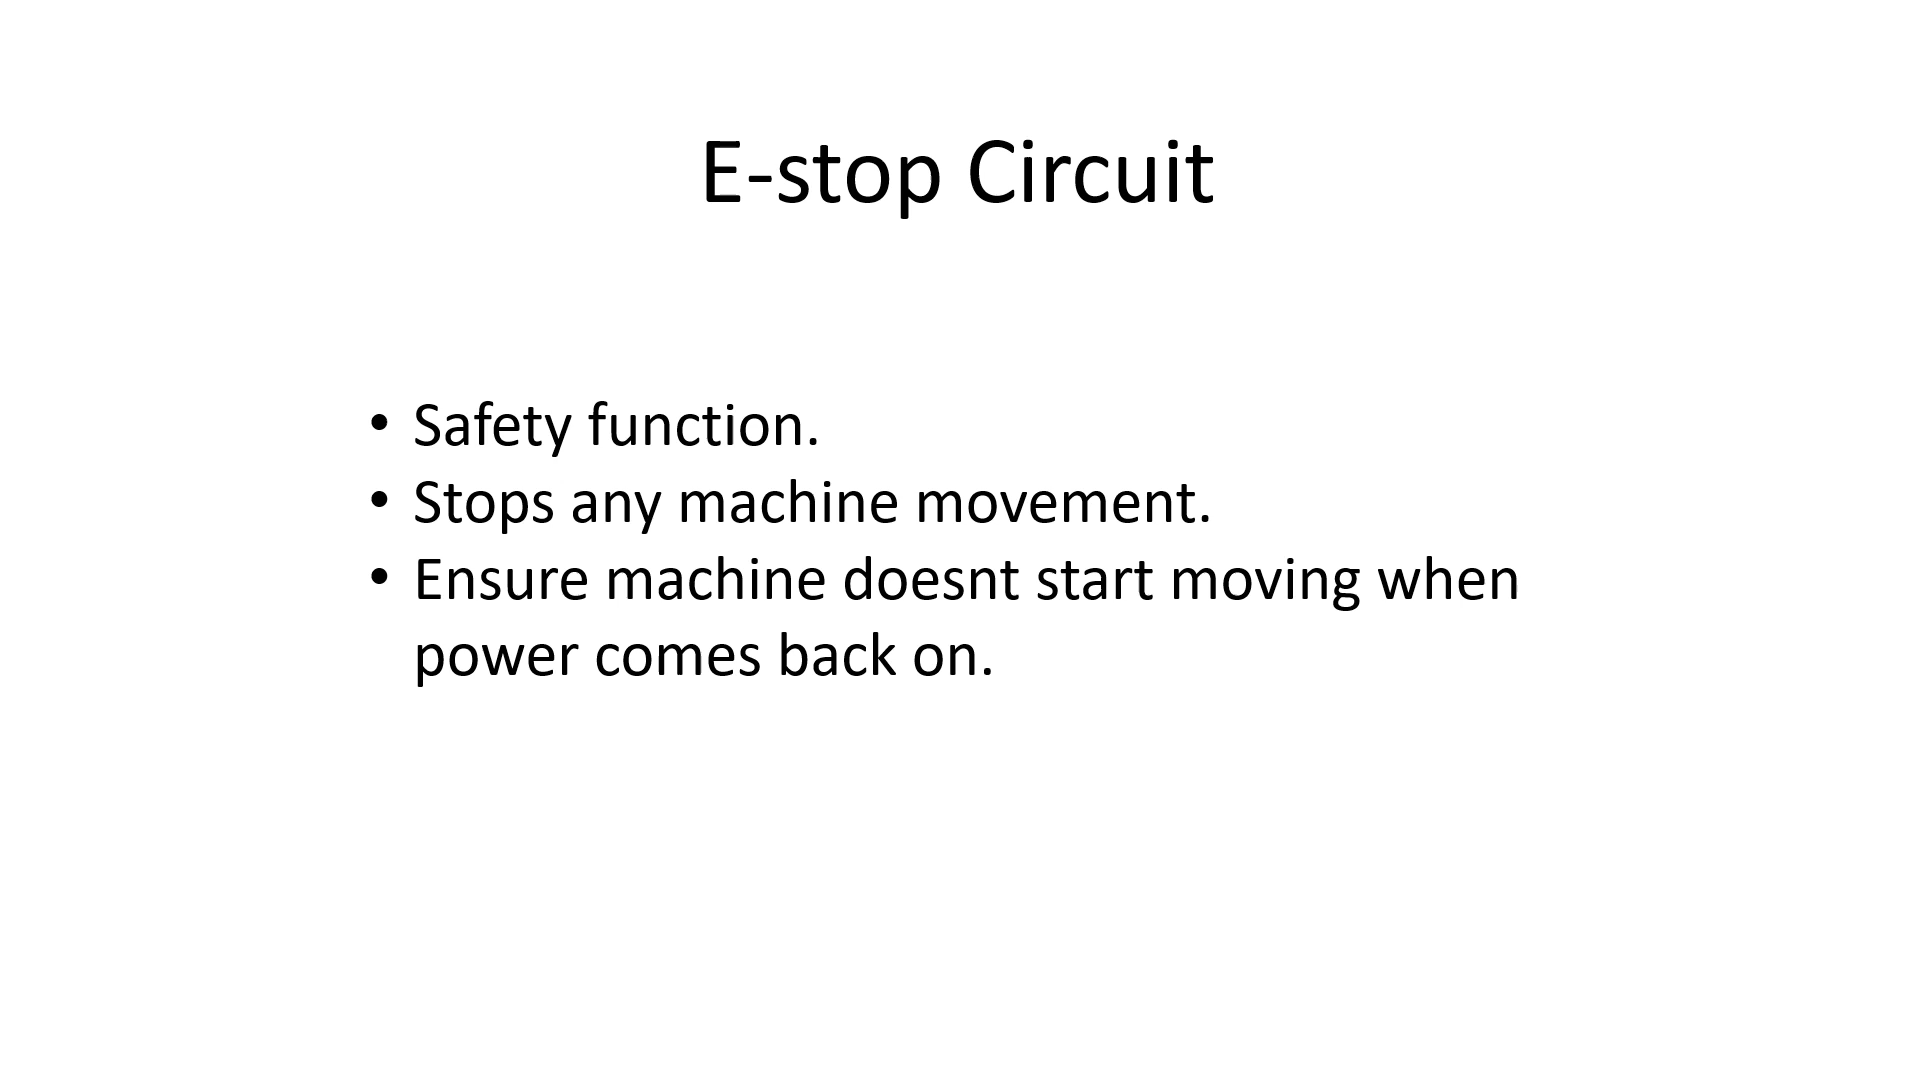 E-stop Circuit
• Safety function.
• Stops any machine movement.
• Ensure machine doesnt start moving when
power comes back on.